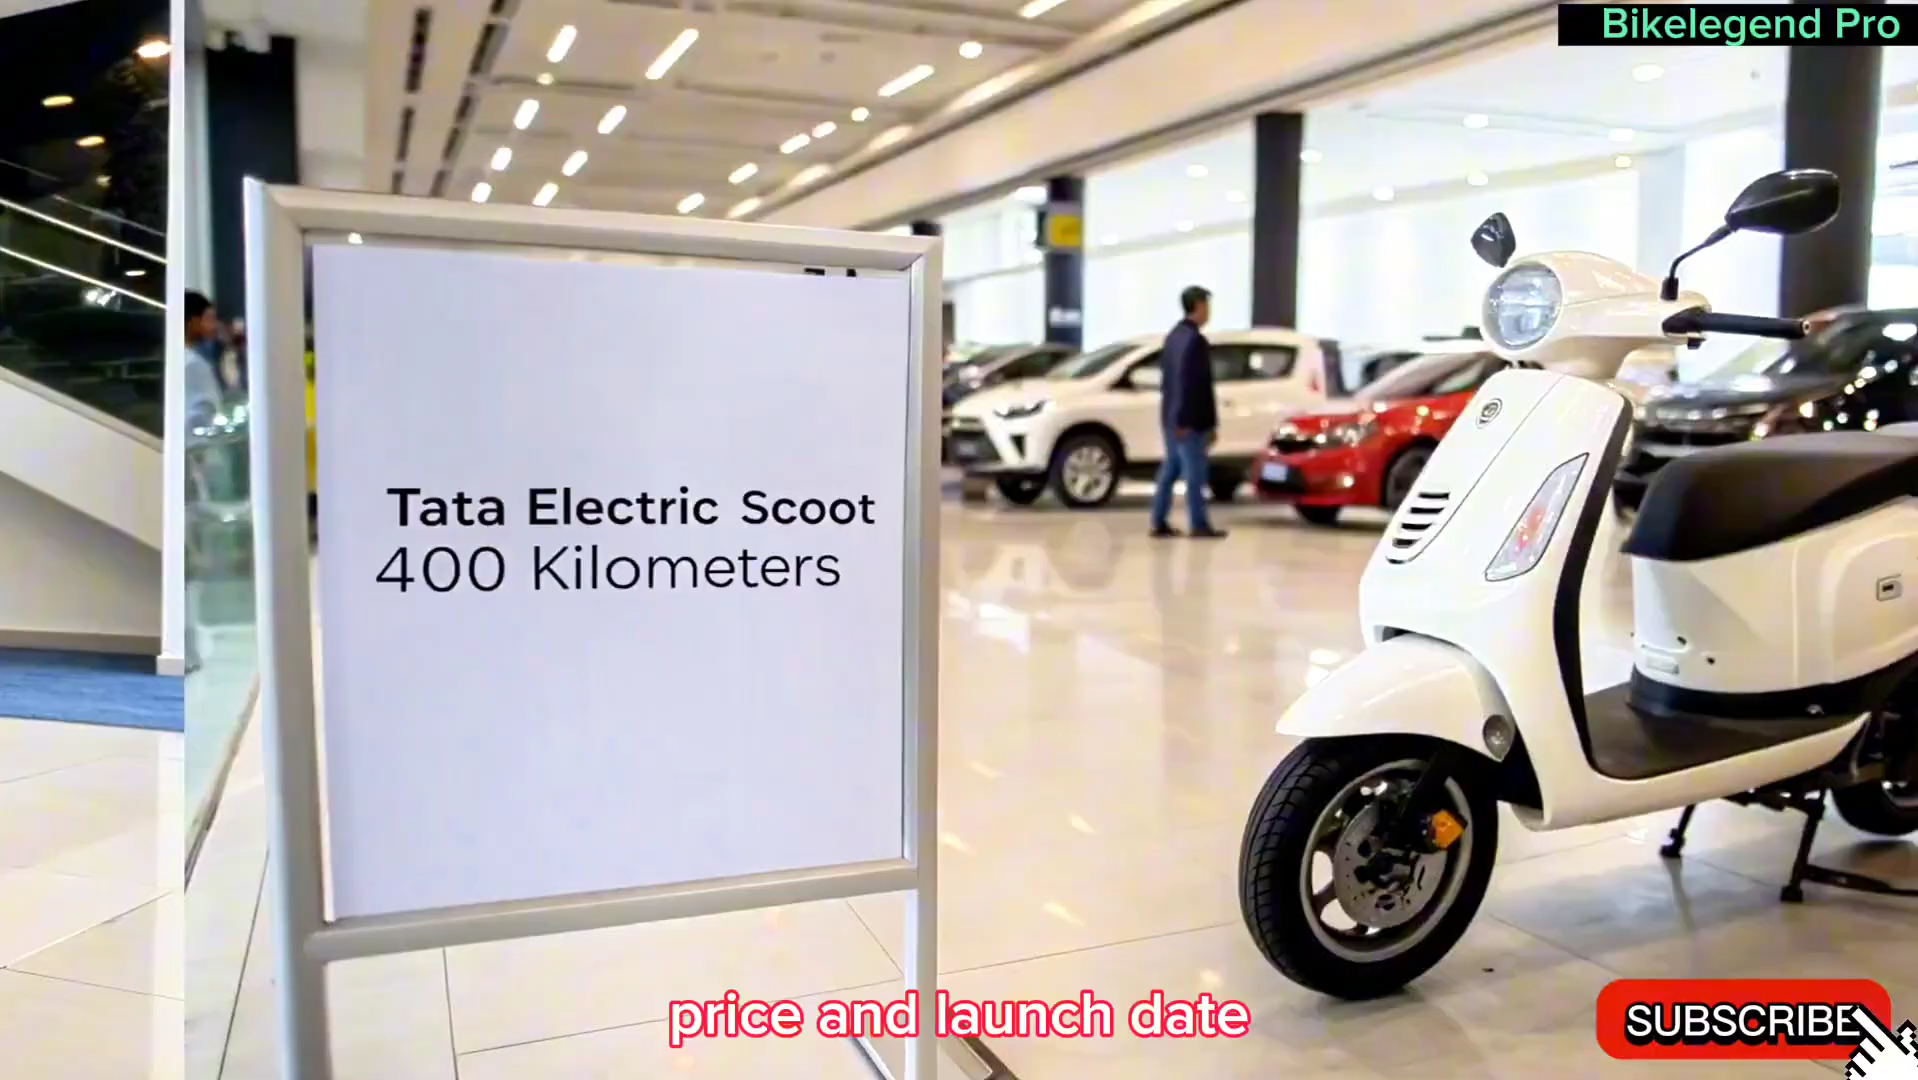 Bikelegend Pro
Tata Electric Scoot
400 Kilometers
price and launch date
SUBSCRIBE